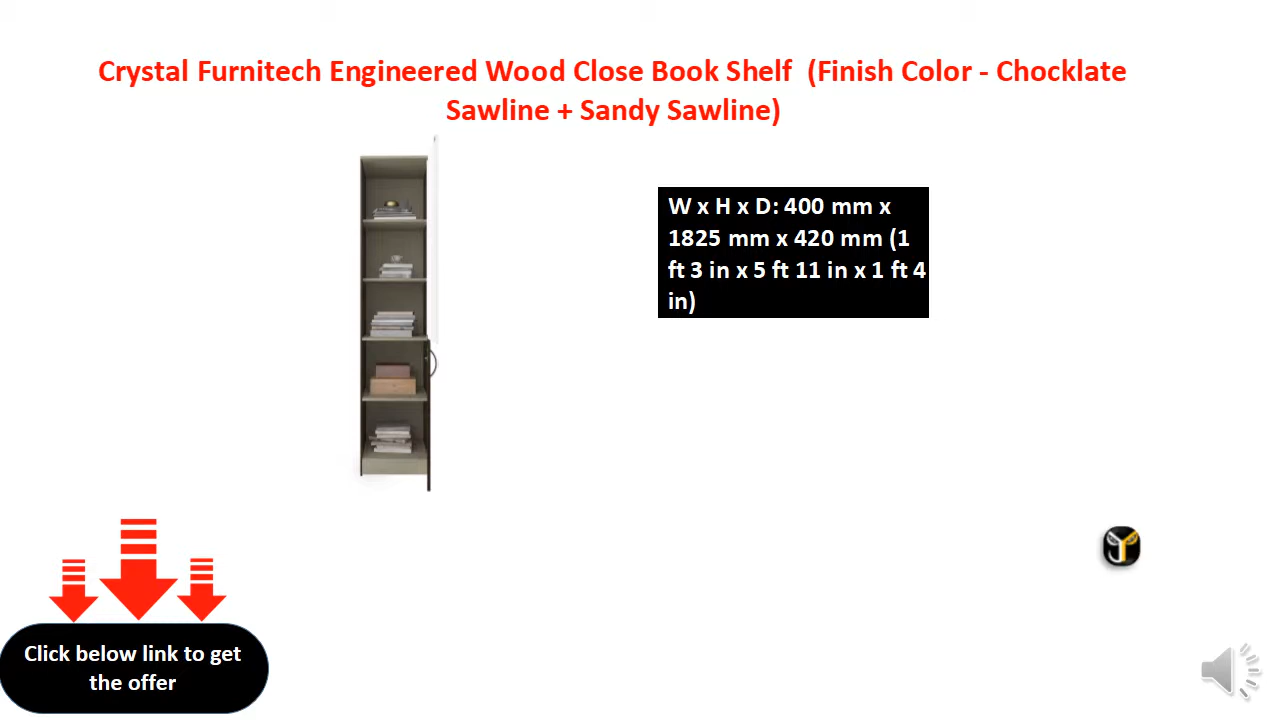 Crystal Furnitech Engineered Wood Close Book Shelf (Finish Color - Chocklate
Sawline + Sandy Sawline)
W x H x D: 400 mm x
1825 mm x 420 mm (1
ft 3 in x 5 ft 11 in x 1 ft 4
in)
Click below link to get
the offer